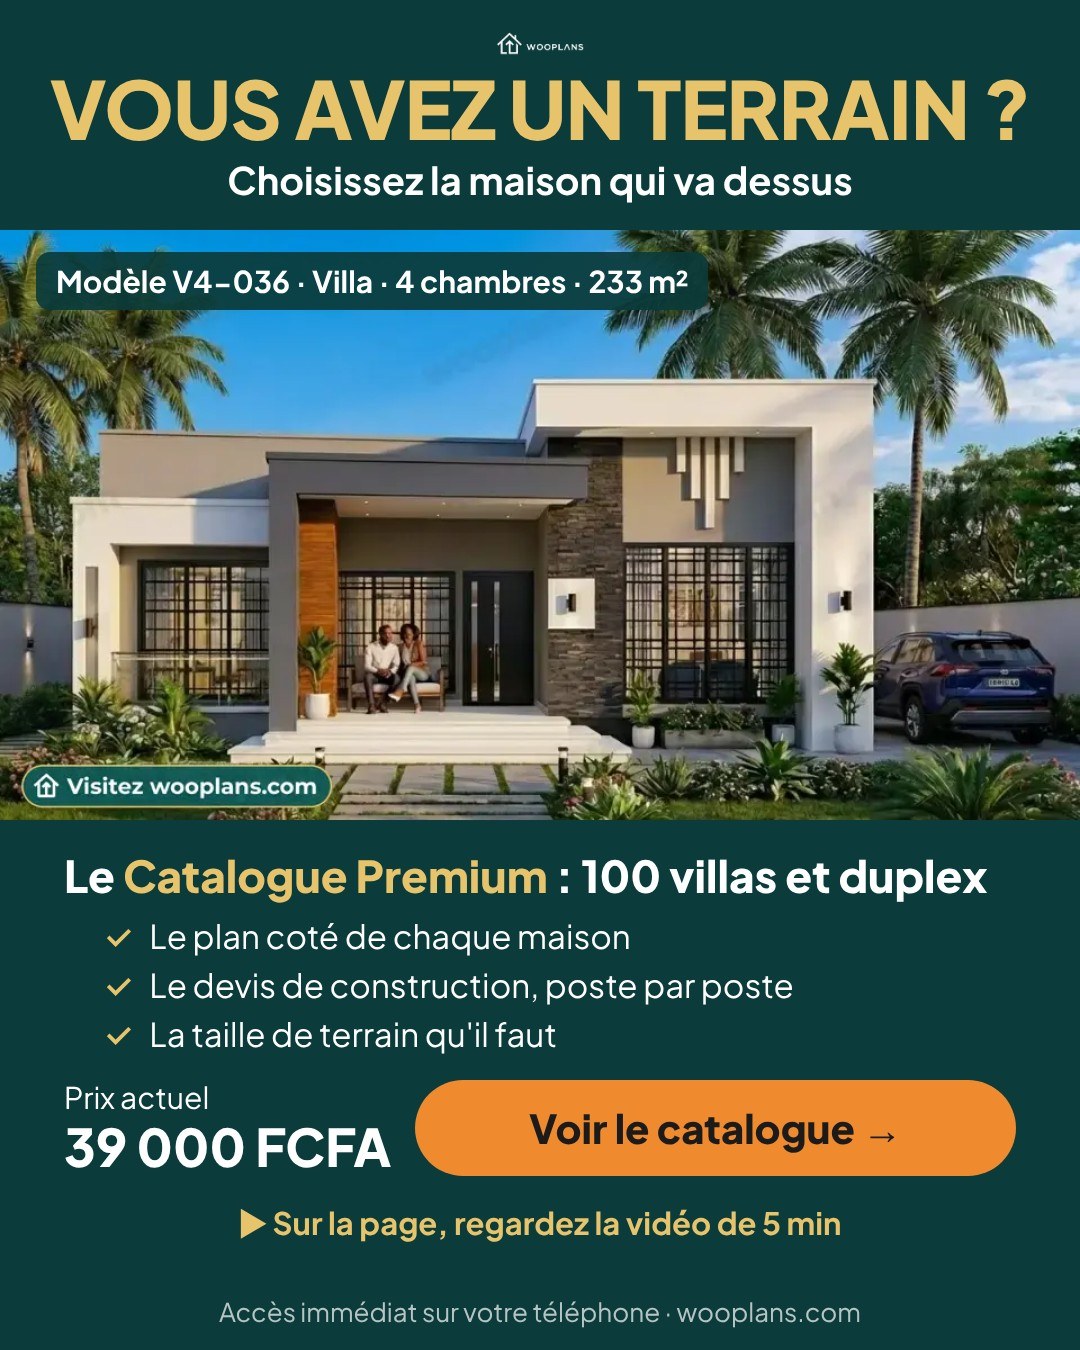 WOOPLANS
VOUS AVEZ UN TERRAIN ?
Choisissez la maison qui va dessus
Modèle V4-036 · Villa · 4 chambres · 233 m²
Visitez wooplans.com
Le Catalogue Premium : 100 villas et duplex
✓ Le plan coté de chaque maison
✓ Le devis de construction, poste par poste
✓ La taille de terrain qu'il faut
Prix actuel
39 000 FCFA
Voir le catalogue →
▶ Sur la page, regardez la vidéo de 5 min
Accès immédiat sur votre téléphone · wooplans.com